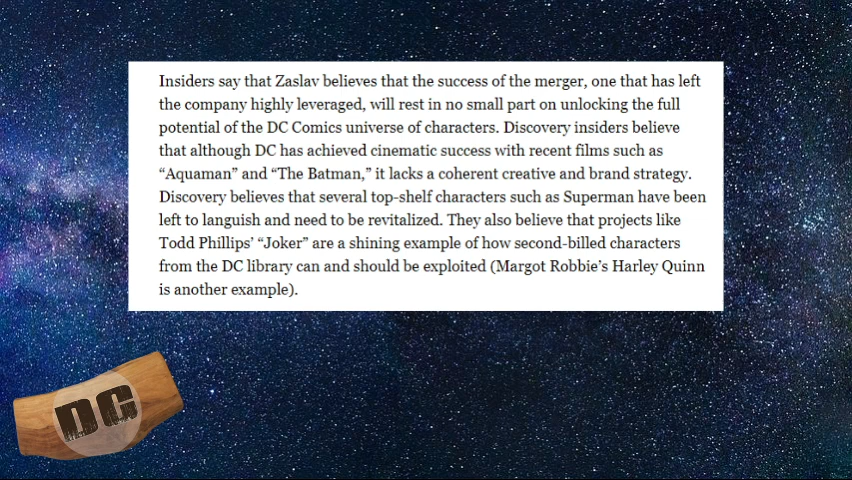 Insiders say that Zaslav believes that the success of the merger, one that has left
the company highly leveraged, will rest in no small part on unlocking the full
potential of the DC Comics universe of characters. Discovery insiders believe
that although DC has achieved cinematic success with recent films such as
“Aquaman” and “The Batman,” it lacks a coherent creative and brand strategy.
Discovery believes that several top-shelf characters such as Superman have been
left to languish and need to be revitalized. They also believe that projects like
Todd Phillips’ “Joker” are a shining example of how second-billed characters
from the DC library can and should be exploited (Margot Robbie’s Harley Quinn
is another example).
DG